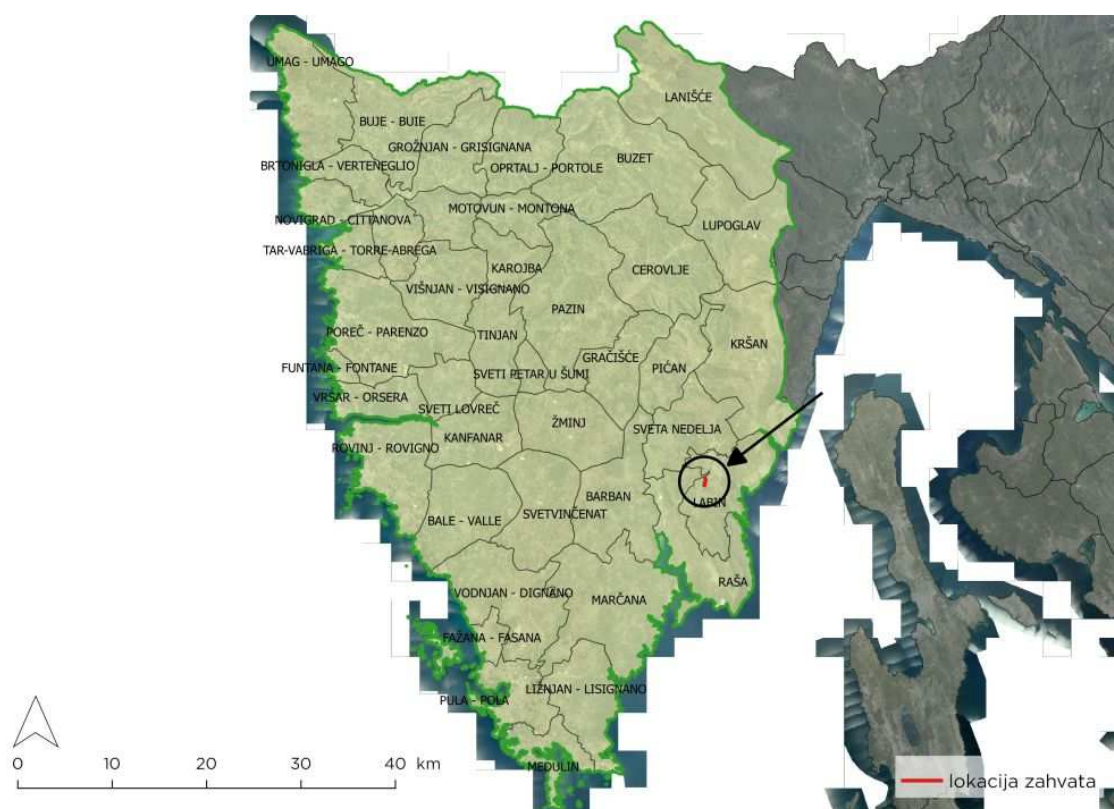 UMAG - UMAGO
LANIŠĆE
BUJE - BUIE
GROŽNJAN - GRISIGNANA
BUZET
BRTONIGLA - VERTENEGLIO
OPRTALJ - PORTOLE
MOTOVUN - MONTONA
NOVIGRAD - CITTANOVA
LUPOGLAV
TAR-VABRIGA - TORRE-ABREGA
KAROJBA
CEROVLJE
VIŠNJAN - VISIGNANO
PAZIN
POREČ - PARENZO
TINJAN
KRŠAN
GRAČIŠĆE
FUNTANA - FONTANE
SVETI PETAR U ŠUMI
PIĆAN
VRSAR - ORSERA
SVETI LOVREČ
ŽMINJ
SVETA NEDELJA
KANFANAR
ROVINJ - ROVIGNO
BARBAN
LABIN
SVETVINČENAT
BALE - VALLE
RAŠA
VODNJAN - DIGNANO
MARČANA
FAŽANA - FASANA
LIŽNJAN - LISIGNANO
PULA - POLA
MEDULIN
0 10 20 30 40 km
lokacija zahvata